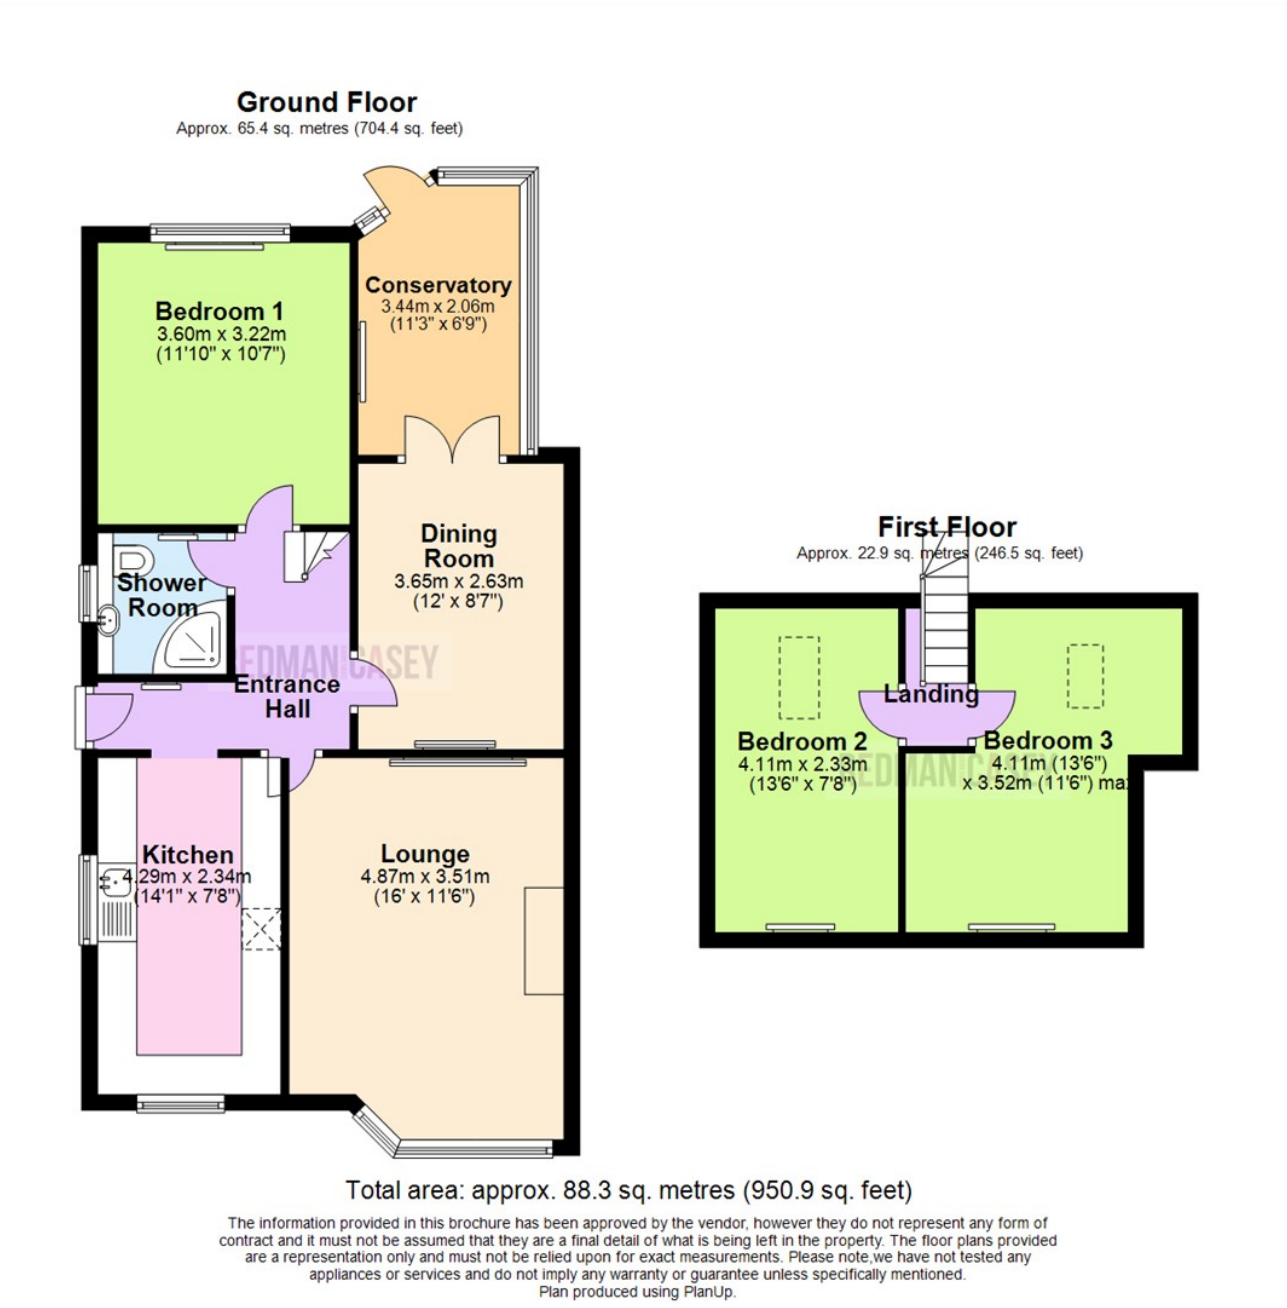 Ground Floor
Approx. 65.4 sq. metres (704.4 sq. feet)
Conservatory
3.44m x 2.06m
(11'3" x 6'9")
Bedroom 1
3.60m x 3.22m
(11'10" x 10'7")
Dining
Room
3.65m x 2.63m
(12' x 8'7")
Shower
Room
Entrance
Hall
Kitchen
4.29m x 2.34m
(14'1" x 7'8")
Lounge
4.87m x 3.51m
(16' x 11'6")
First Floor
Approx. 22.9 sq. metres (246.5 sq. feet)
Landing
Bedroom 2
4.11m x 2.33m
(13'6" x 7'8")
Bedroom 3
4.11m (13'6")
x 3.52m (11'6") max
EDMAN CASEY
EDMAN CASEY
Total area: approx. 88.3 sq. metres (950.9 sq. feet)
The information provided in this brochure has been approved by the vendor, however they do not represent any form of
contract and it must not be assumed that they are a final detail of what is being left in the property. The floor plans provided
are a representation only and must not be relied upon for exact measurements. Please note,we have not tested any
appliances or services and do not imply any warranty or guarantee unless specifically mentioned.
Plan produced using PlanUp.